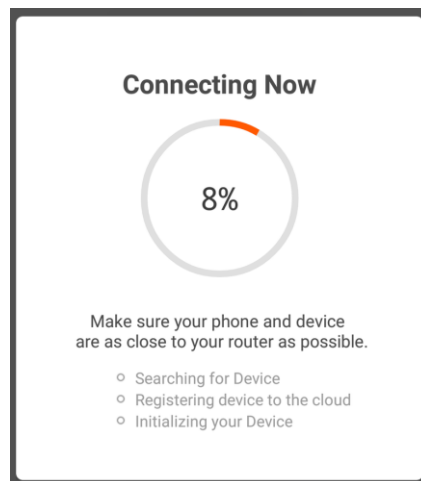 Connecting Now
8%
Make sure your phone and device
are as close to your router as possible.
Searching for Device
Registering device to the cloud
Initializing your Device